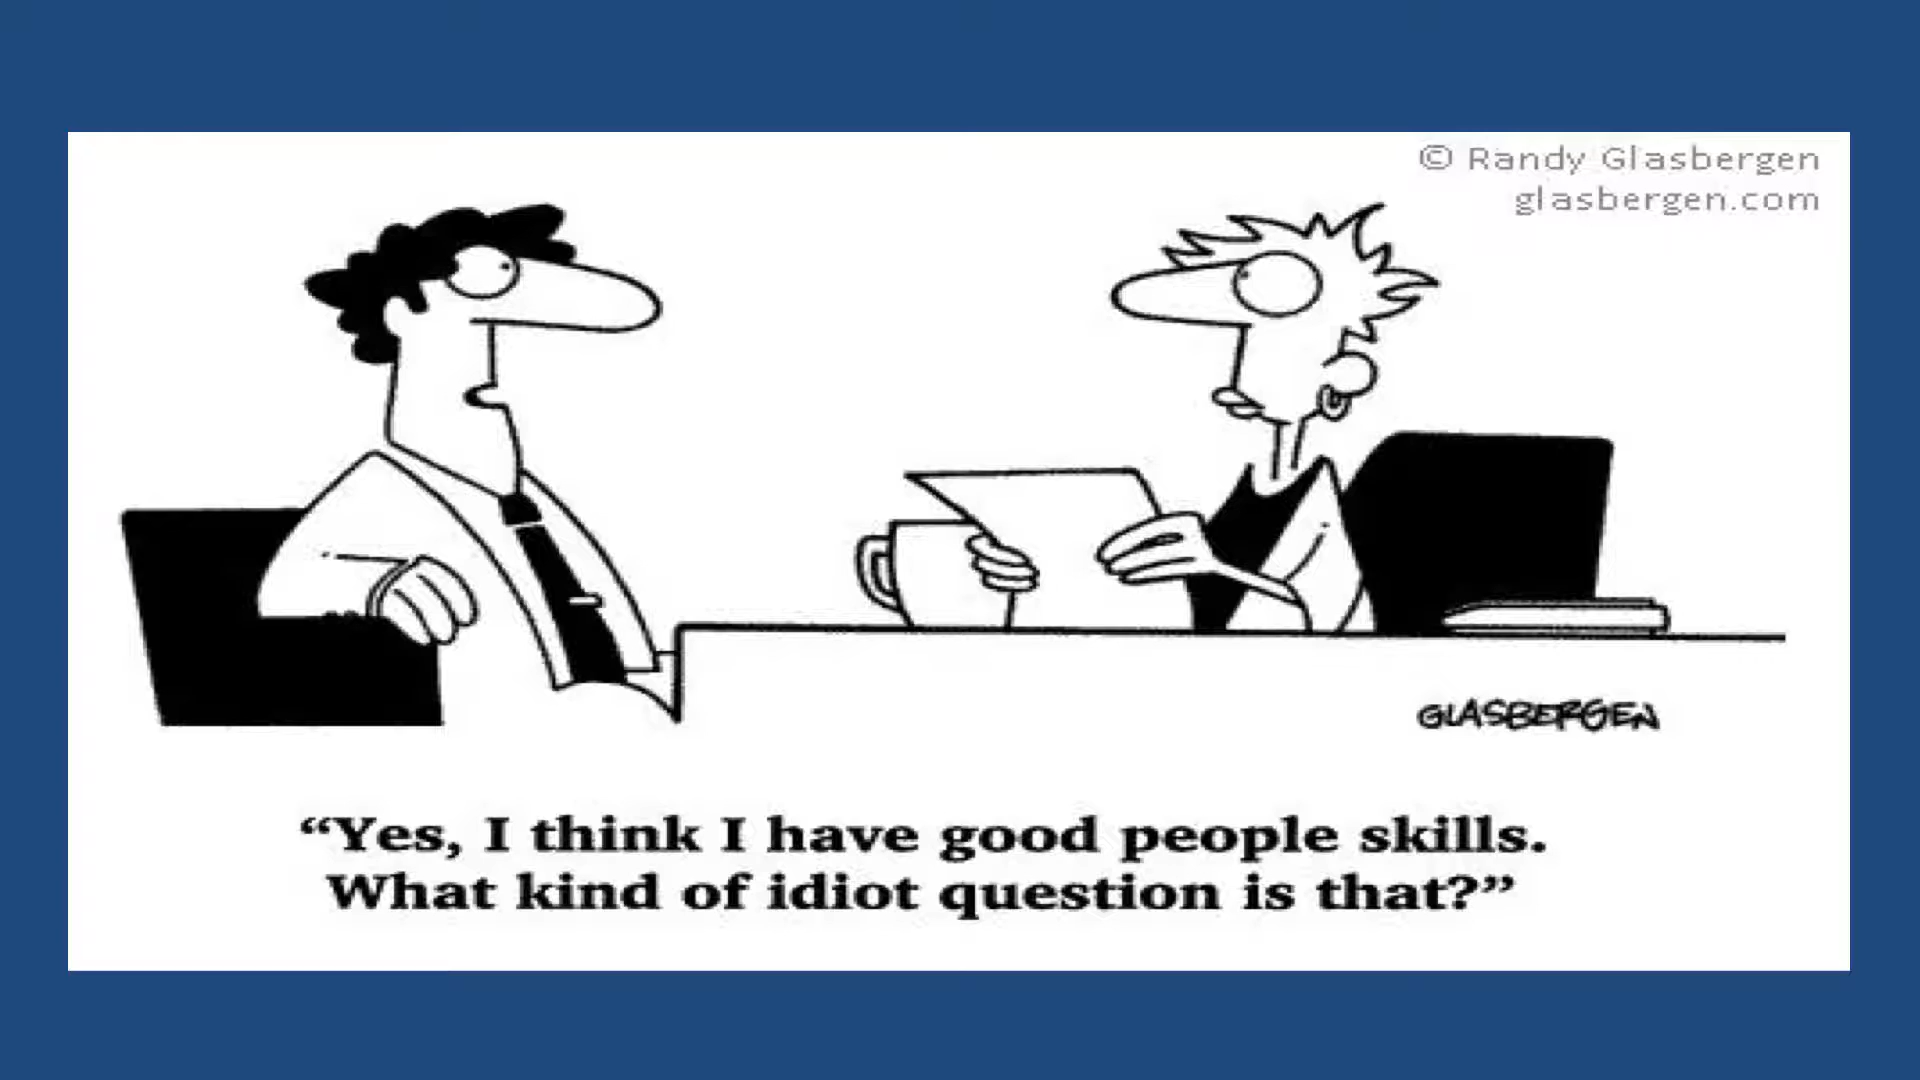 © Randy Glasbergen
glasbergen.com
GLASBERGEN
“Yes, I think I have good people skills.
What kind of idiot question is that?”